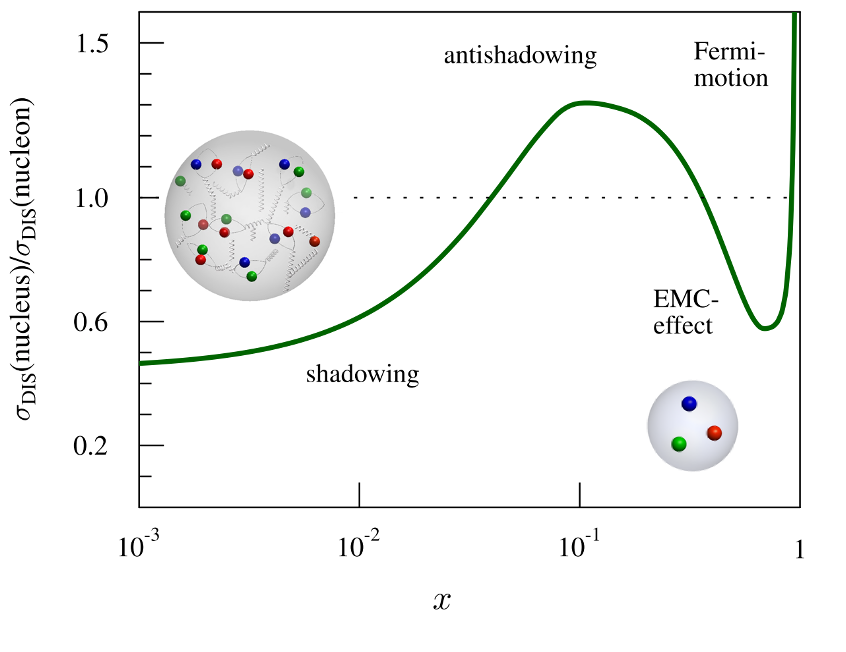 σDIS(nucleus)/σDIS(nucleon)
1.5
1.0
0.6
0.2
antishadowing
Fermi-
motion
EMC-
effect
shadowing
10-3
10-2
10-1
1
x